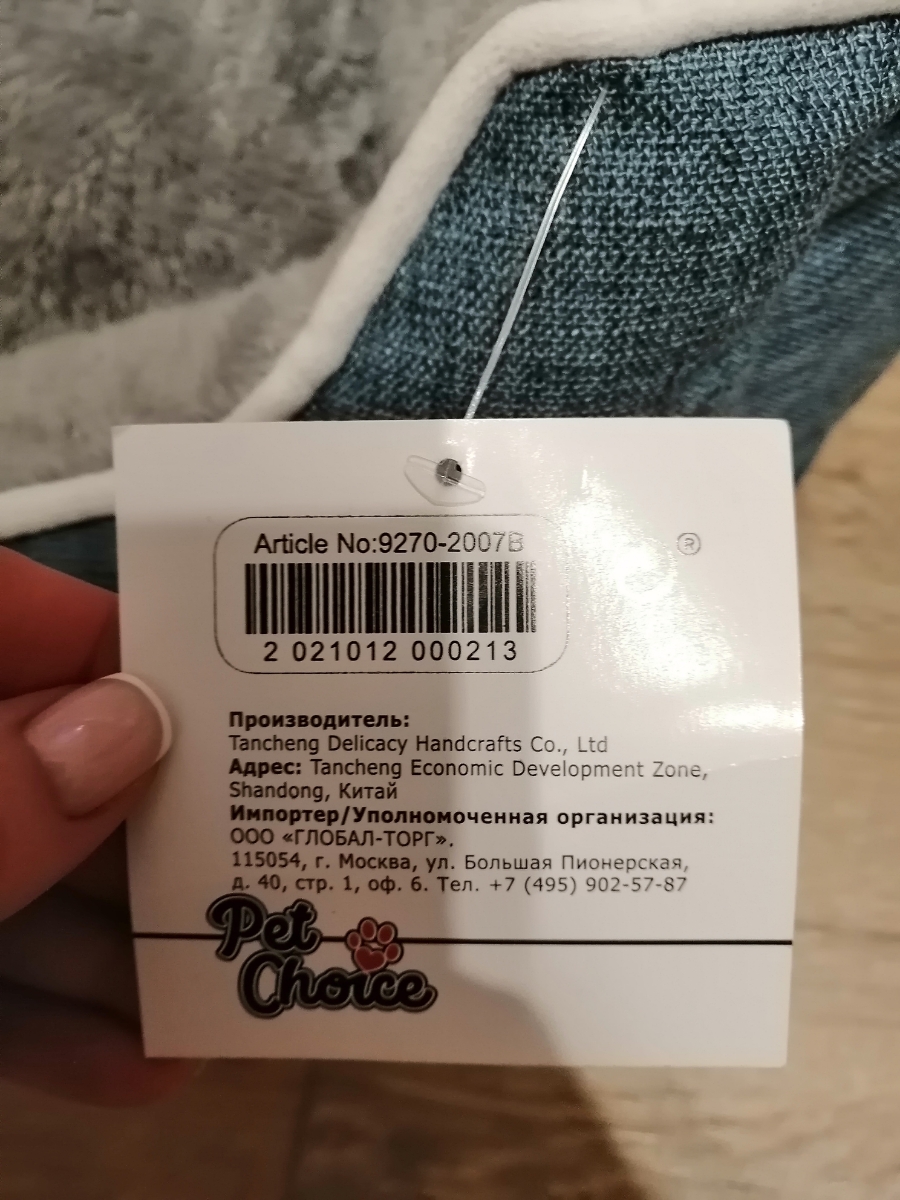 Article No:9270-2007B
®
2 021012 000213
Производитель:
Tancheng Delicacy Handcrafts Co., Ltd
Адрес: Tancheng Economic Development Zone,
Shandong, Китай
Импортер/Уполномоченная организация:
ООО «ГЛОБАЛ-ТОРГ».
115054, г. Москва, ул. Большая Пионерская,
д. 40, стр. 1, оф. 6. Тел. +7 (495) 902-57-87
Pet
Choice